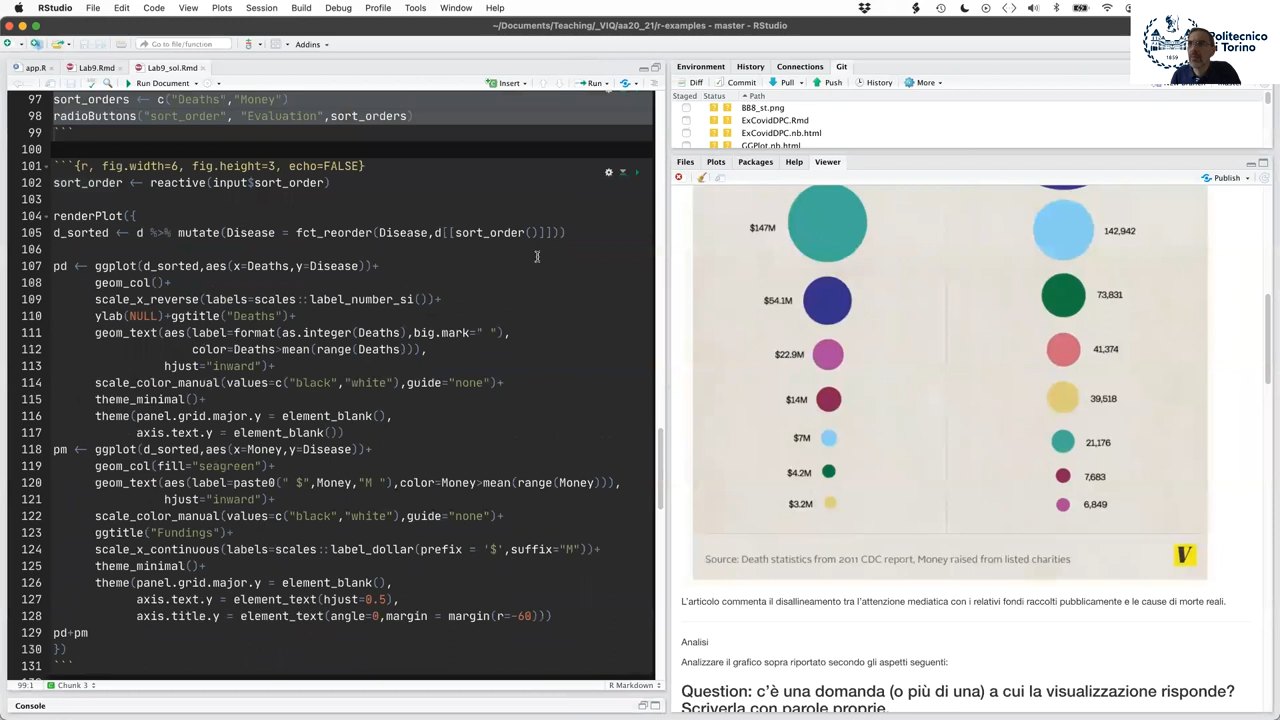 RStudio File Edit Code View Plots Session Build Debug Profile Tools Window Help
~/Documents/Teaching/_VIQ/aa20_21/r-examples - master - RStudio
Politecnico
di Torino
1859
Go to file/function
Addins
app.R
Lab9.Rmd
Lab9_sol.Rmd
Run Document
Insert
Run
97 sort_orders ← c("Deaths","Money")
98 radioButtons("sort_order", "Evaluation",sort_orders)
99 ```
100
101 ```{r, fig.width=6, fig.height=3, echo=FALSE}
102 sort_order ← reactive(input$sort_order)
103
104 renderPlot({
105 d_sorted ← d %>% mutate(Disease = fct_reorder(Disease,d[[sort_order()]]))
106
107 pd ← ggplot(d_sorted,aes(x=Deaths,y=Disease))+
108 geom_col()+
109 scale_x_reverse(labels=scales::label_number_si())+
110 ylab(NULL)+ggtitle("Deaths")+
111 geom_text(aes(label=format(as.integer(Deaths),big.mark=" "),
112 color=Deaths>mean(range(Deaths))),
113 hjust="inward")+
114 scale_color_manual(values=c("black","white"),guide="none")+
115 theme_minimal()+
116 theme(panel.grid.major.y = element_blank(),
117 axis.text.y = element_blank())
118 pm ← ggplot(d_sorted,aes(x=Money,y=Disease))+
119 geom_col(fill="seagreen")+
120 geom_text(aes(label=paste0(" $",Money,"M "),color=Money>mean(range(Money))),
121 hjust="inward")+
122 scale_color_manual(values=c("black","white"),guide="none")+
123 ggtitle("Fundings")+
124 scale_x_continuous(labels=scales::label_dollar(prefix = '$',suffix="M"))+
125 theme_minimal()+
126 theme(panel.grid.major.y = element_blank(),
127 axis.text.y = element_text(hjust=0.5),
128 axis.title.y = element_text(angle=0,margin = margin(r=-60)))
129 pd+pm
130 })
131 ```
99:1 Chunk 3 R Markdown
Console
Environment History Connections Git
Diff Commit Pull Push History More
Staged Status Path
BB8_st.png
ExCovidDPC.Rmd
ExCovidDPC.nb.html
GGPlot.nb.html
Files Plots Packages Help Viewer
Publish
$147M 142,942
$54.1M 73,831
$22.9M 41,374
$14M 39,518
$7M 21,176
$4.2M 7,683
$3.2M 6,849
Source: Death statistics from 2011 CDC report, Money raised from listed charities
V
L'articolo commenta il disallineamento tra l'attenzione mediatica con i relativi fondi raccolti pubblicamente e le cause di morte reali.
Analisi
Analizzare il grafico sopra riportato secondo gli aspetti seguenti:
Question: c'è una domanda (o più di una) a cui la visualizzazione risponde?
Scriverla con parole proprie.